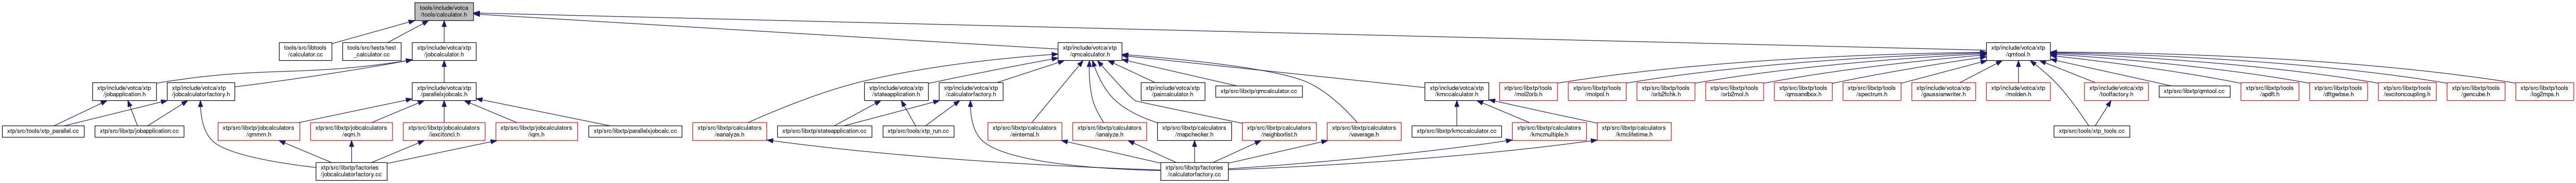 tools/include/votca
/tools/calculator.h
tools/src/libtools
/calculator.cc
tools/src/tests/test
_calculator.cc
xtp/include/votca/xtp
/jobcalculator.h
xtp/include/votca/xtp
/qmcalculator.h
xtp/include/votca/xtp
/qmtool.h
xtp/include/votca/xtp
/jobapplication.h
xtp/include/votca/xtp
/jobcalculatorfactory.h
xtp/include/votca/xtp
/parallelxjobcalc.h
xtp/include/votca/xtp
/stateapplication.h
xtp/include/votca/xtp
/calculatorfactory.h
xtp/include/votca/xtp
/paircalculator.h
xtp/src/libxtp/qmcalculator.cc
xtp/include/votca/xtp
/kmccalculator.h
xtp/src/libxtp/tools
/mol2orb.h
xtp/src/libxtp/tools
/molpol.h
xtp/src/libxtp/tools
/orb2fchk.h
xtp/src/libxtp/tools
/orb2mol.h
xtp/src/libxtp/tools
/qmsandbox.h
xtp/src/libxtp/tools
/spectrum.h
xtp/include/votca/xtp
/gaussianwriter.h
xtp/include/votca/xtp
/molden.h
xtp/include/votca/xtp
/toolfactory.h
xtp/src/libxtp/qmtool.cc
xtp/src/libxtp/tools
/apdft.h
xtp/src/libxtp/tools
/dftgwbse.h
xtp/src/libxtp/tools
/excitoncoupling.h
xtp/src/libxtp/tools
/gencube.h
xtp/src/libxtp/tools
/log2mps.h
xtp/src/tools/xtp_parallel.cc
xtp/src/libxtp/jobapplication.cc
xtp/src/libxtp/jobcalculators
/qmmm.h
xtp/src/libxtp/jobcalculators
/eqm.h
xtp/src/libxtp/jobcalculators
/iexcitoncl.h
xtp/src/libxtp/jobcalculators
/iqm.h
xtp/src/libxtp/parallelxjobcalc.cc
xtp/src/libxtp/calculators
/eanalyze.h
xtp/src/libxtp/stateapplication.cc
xtp/src/tools/xtp_run.cc
xtp/src/libxtp/calculators
/einternal.h
xtp/src/libxtp/calculators
/ianalyze.h
xtp/src/libxtp/calculators
/mapchecker.h
xtp/src/libxtp/calculators
/neighborlist.h
xtp/src/libxtp/calculators
/vaverage.h
xtp/src/libxtp/kmccalculator.cc
xtp/src/libxtp/calculators
/kmcmultiple.h
xtp/src/libxtp/calculators
/kmclifetime.h
xtp/src/tools/xtp_tools.cc
xtp/src/libxtp/factories
/jobcalculatorfactory.cc
xtp/src/libxtp/factories
/calculatorfactory.cc